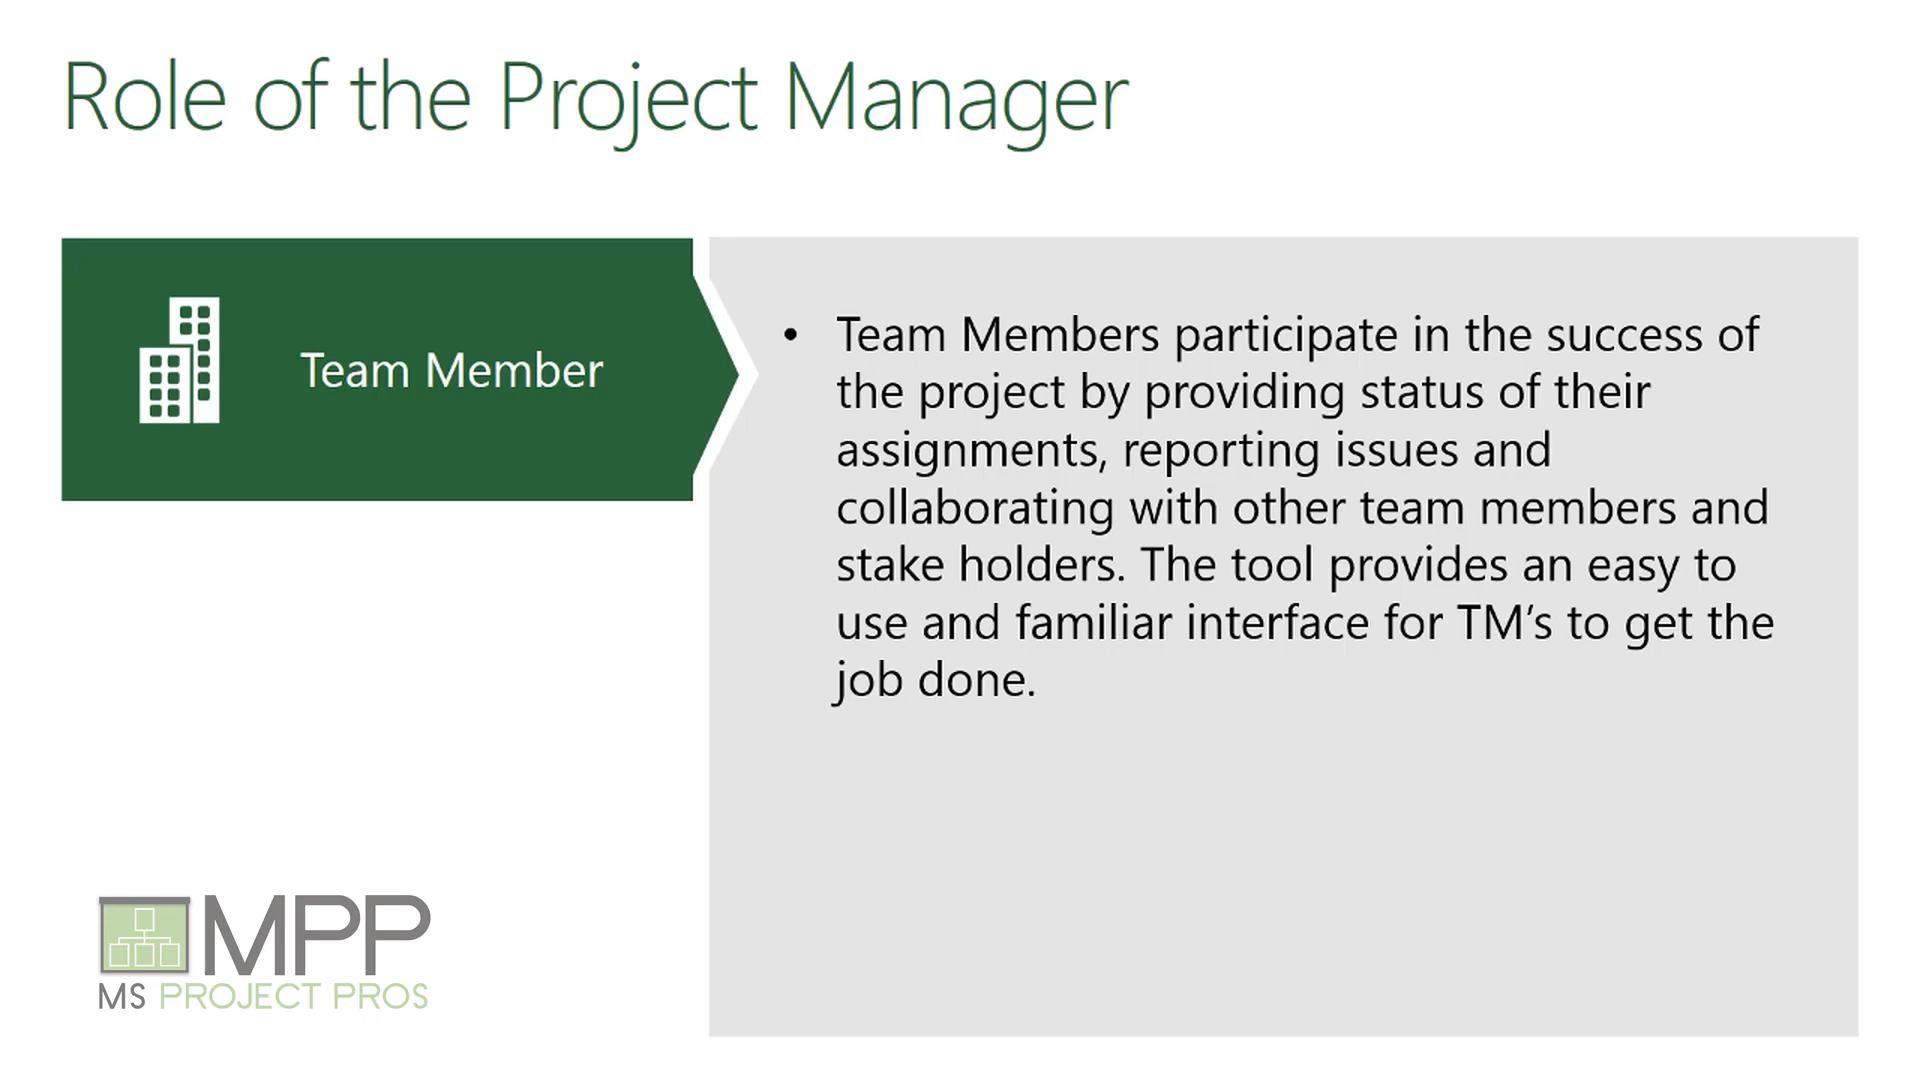 Role of the Project Manager
Team Member
• Team Members participate in the success of
the project by providing status of their
assignments, reporting issues and
collaborating with other team members and
stake holders. The tool provides an easy to
use and familiar interface for TM’s to get the
job done.
MPP
MS PROJECT PROS